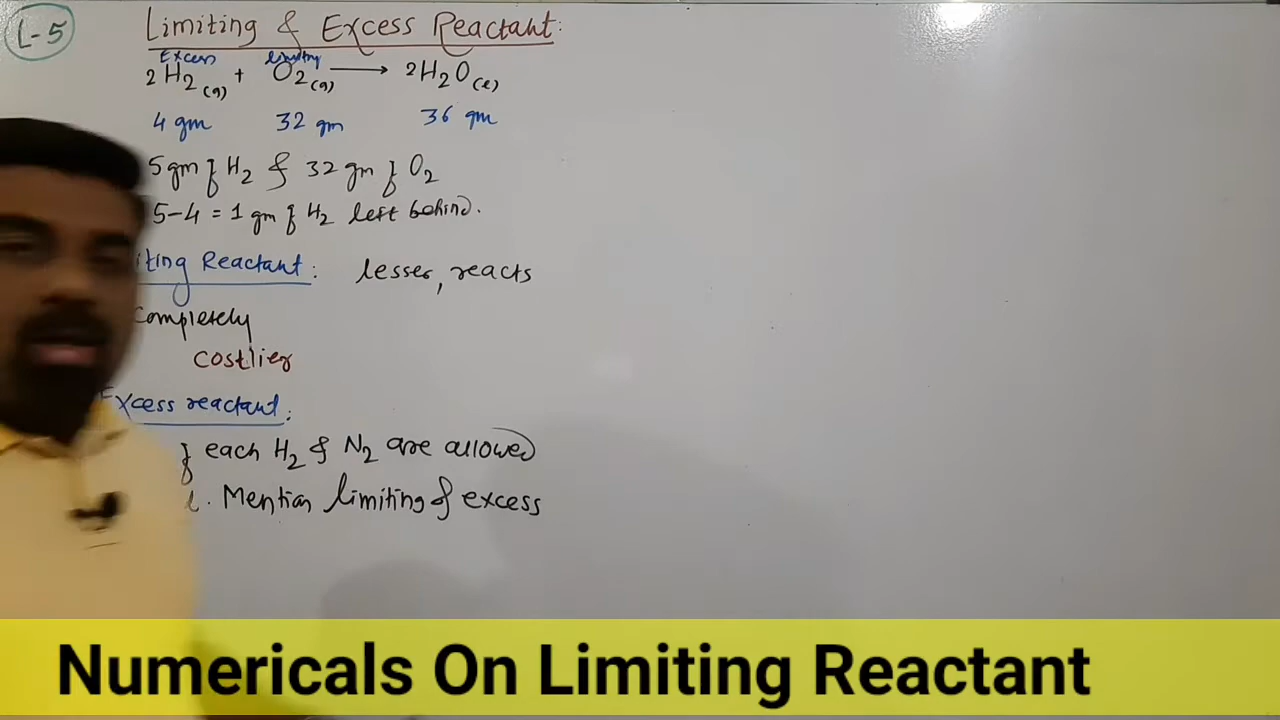 L-5
Limiting & Excess Reactant:
Excess limiting
2H2(g) + O2(g) → 2H2O(l)
4 gm 32 gm 36 gm
5 gm of H2 & 32 gm of O2
5-4 = 1 gm of H2 left behind.
iting Reactant: lesser, reacts
Completely
costlier
Excess reactant:
of each H2 & N2 are allowed
. Mention limiting & excess
Numericals On Limiting Reactant